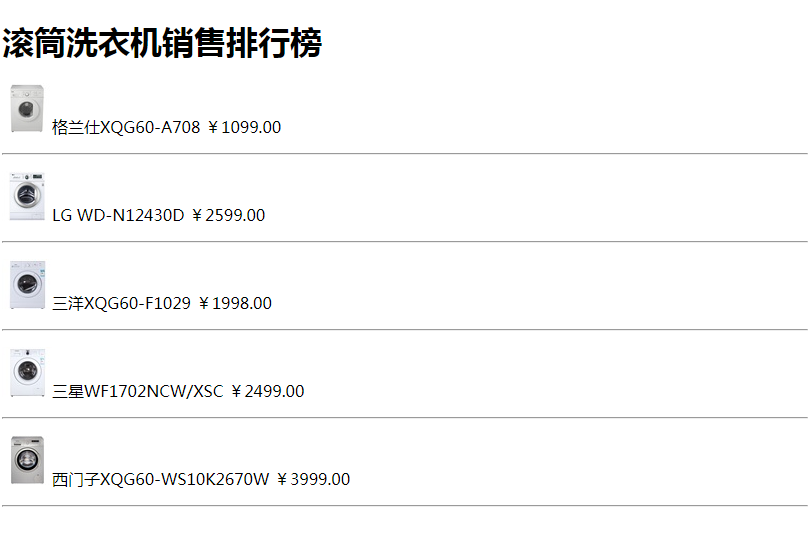 滚筒洗衣机销售排行榜
格兰仕XQG60-A708 ￥1099.00
LG WD-N12430D ￥2599.00
三洋XQG60-F1029 ￥1998.00
三星WF1702NCW/XSC ￥2499.00
西门子XQG60-WS10K2670W ￥3999.00